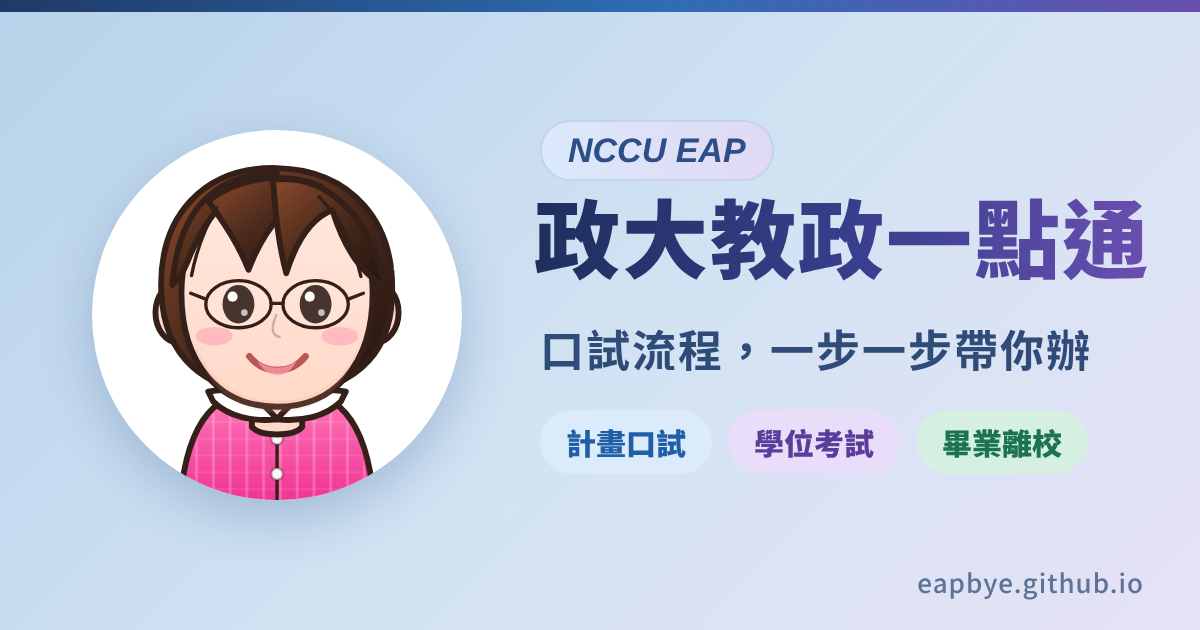 NCCU EAP
政大教政一點通
口試流程，一步一步帶你辦
計畫口試 學位考試 畢業離校
eapbye.github.io